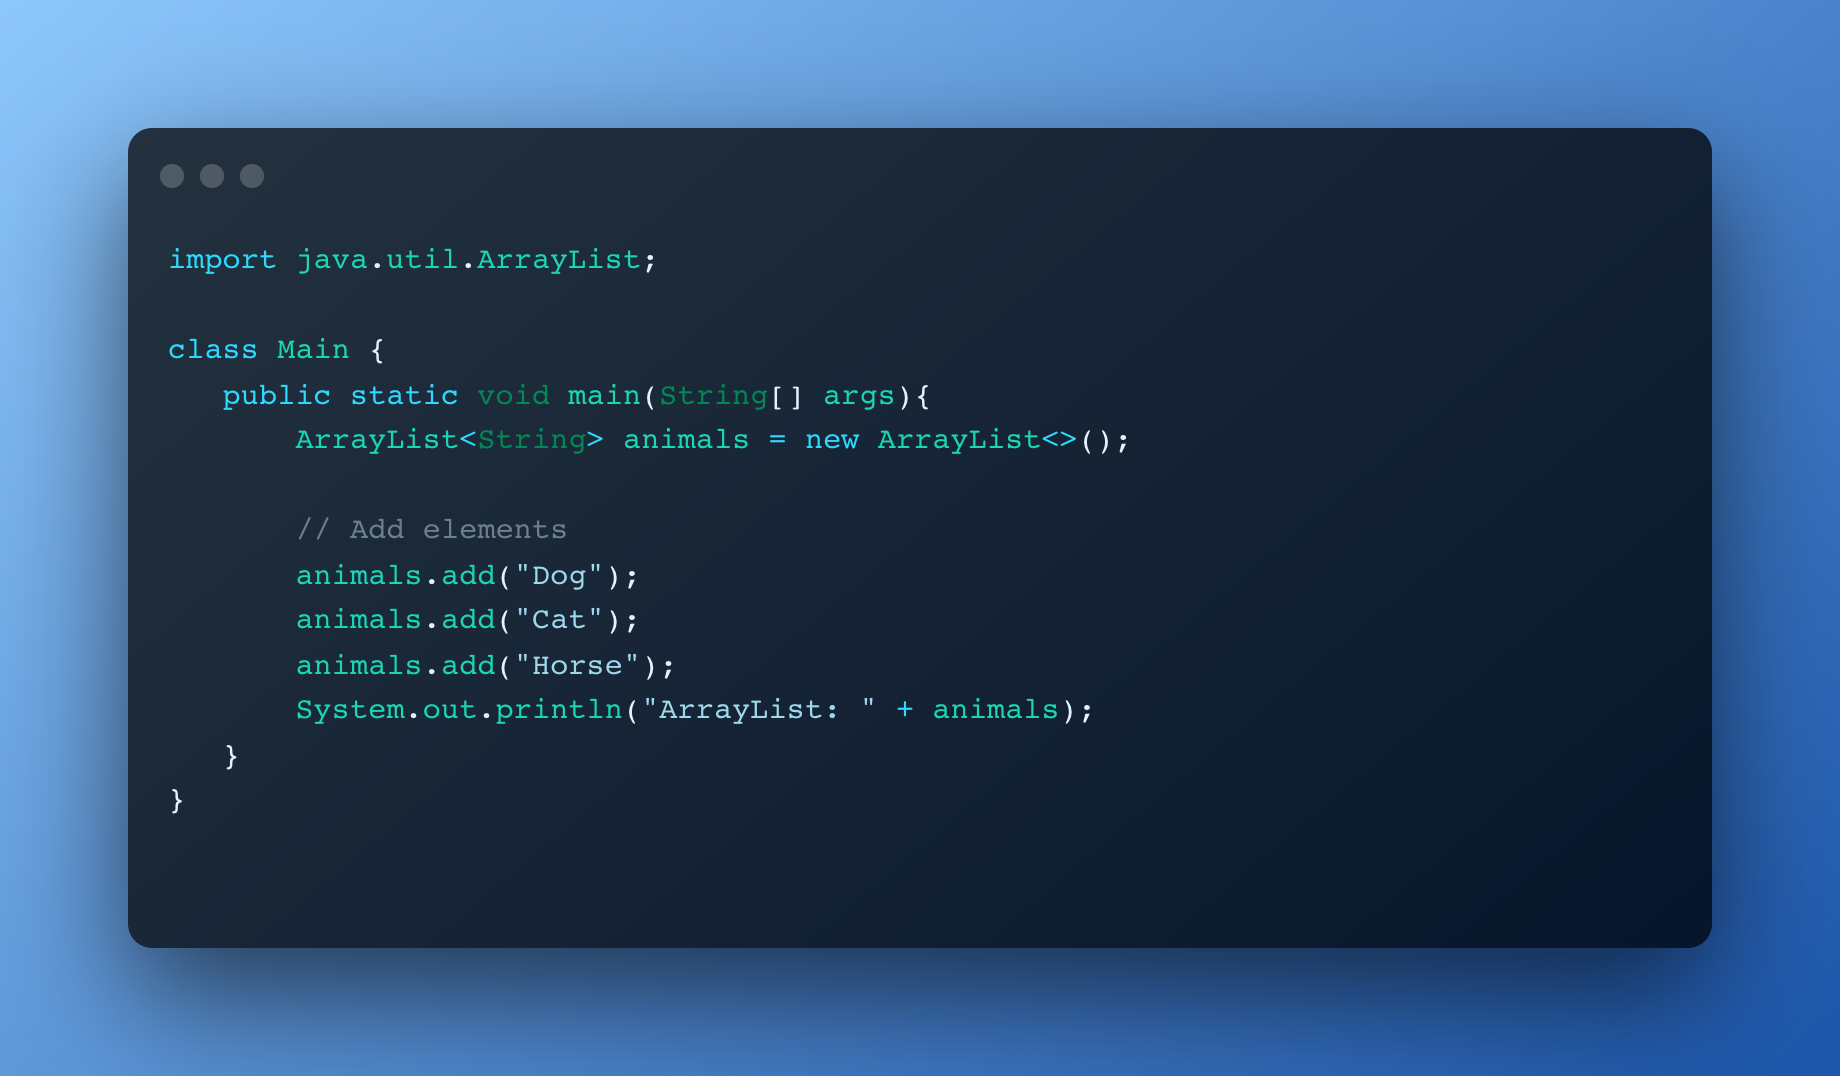 import java.util.ArrayList;
class Main {
public static void main(String[] args){
ArrayList<String> animals = new ArrayList<>();
// Add elements
animals.add("Dog");
animals.add("Cat");
animals.add("Horse");
System.out.println("ArrayList: " + animals);
}
}